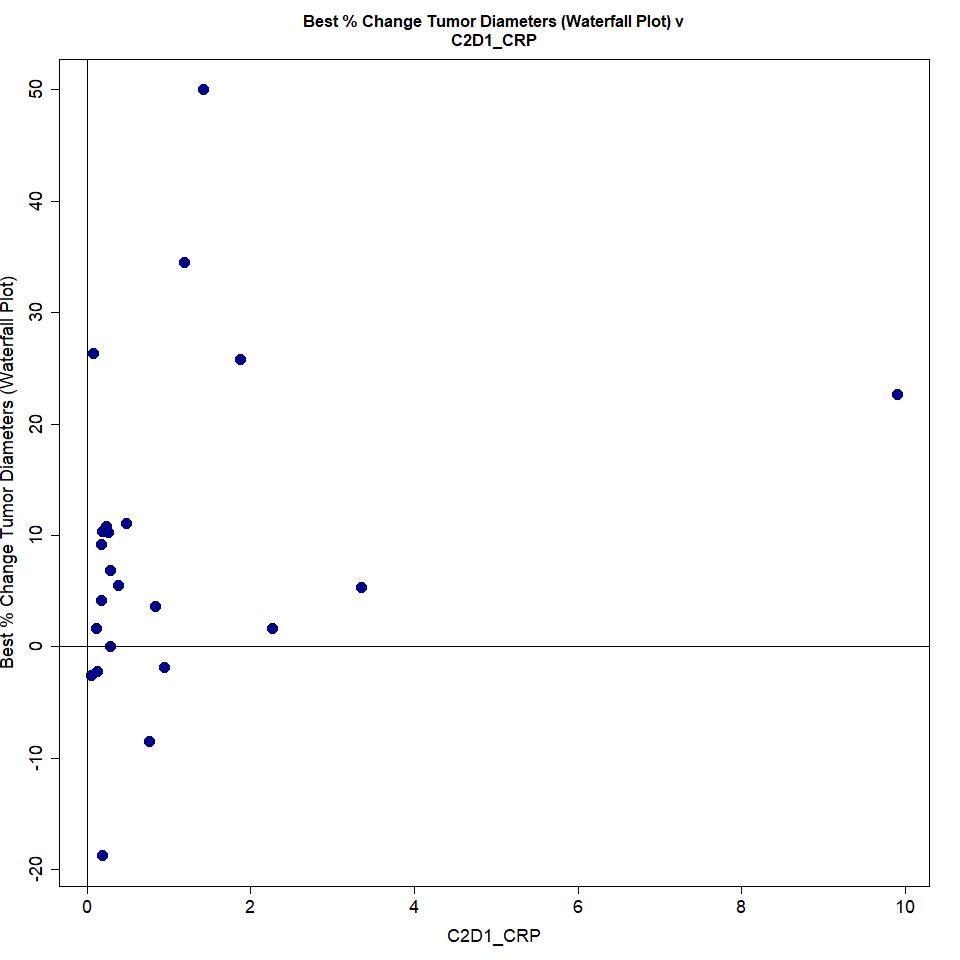 Best % Change Tumor Diameters (Waterfall Plot) v
C2D1_CRP
Best % Change Tumor Diameters (Waterfall Plot)
50
40
30
20
10
0
-10
-20
0 2 4 6 8 10
C2D1_CRP